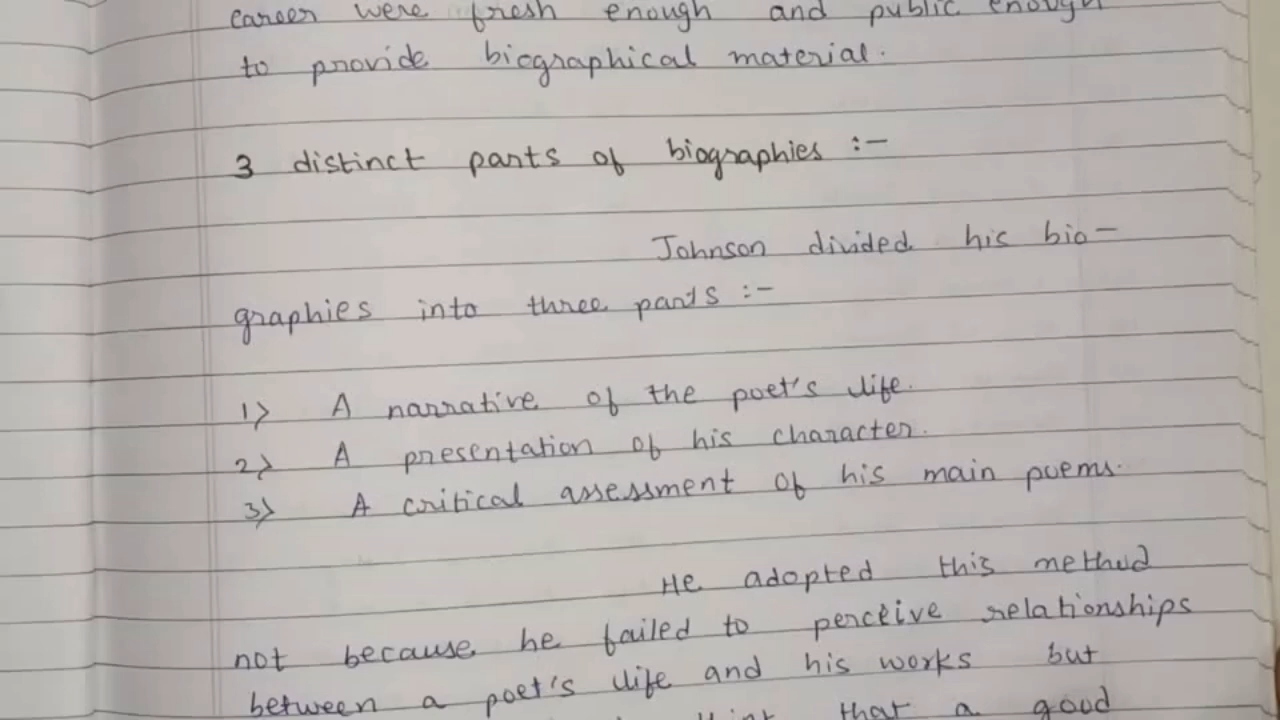 career were fresh enough and public enough
to provide biographical material.
3 distinct parts of biographies :-
Johnson divided his bio-
graphies into three parts :-
1) A narrative of the poet's life.
2) A presentation of his character.
3) A critical assessment of his main poems.
He adopted this method
not because he failed to perceive relationships
between a poet's life and his works but
that a good